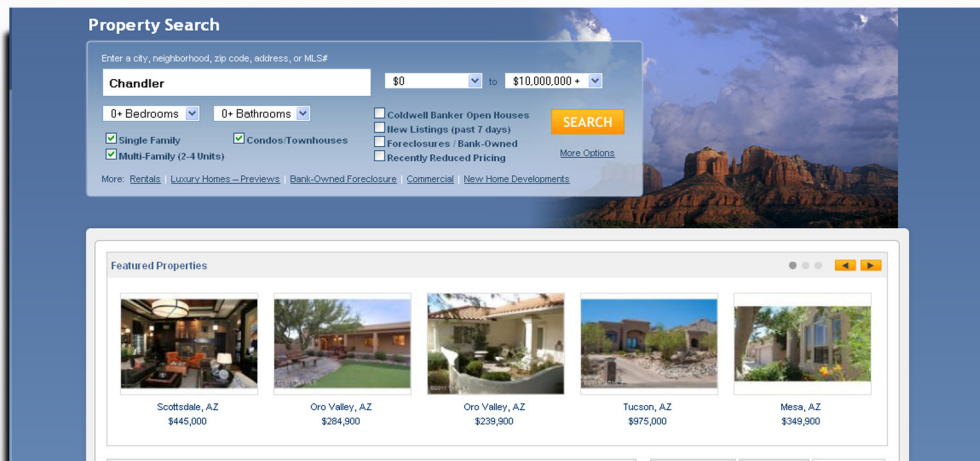 Property Search
Enter a city, neighborhood, zip code, address, or MLS#
Chandler
$0 to $10,000,000 +
0+ Bedrooms 0+ Bathrooms
Coldwell Banker Open Houses
New Listings (past 7 days)
Foreclosures / Bank-Owned
Recently Reduced Pricing
SEARCH
More Options
Single Family Condos/Townhouses
Multi-Family (2-4 Units)
More: Rentals | Luxury Homes – Previews | Bank-Owned Foreclosure | Commercial | New Home Developments
Featured Properties
Scottsdale, AZ
$445,000
Oro Valley, AZ
$284,900
Oro Valley, AZ
$239,900
Tucson, AZ
$975,000
Mesa, AZ
$349,900